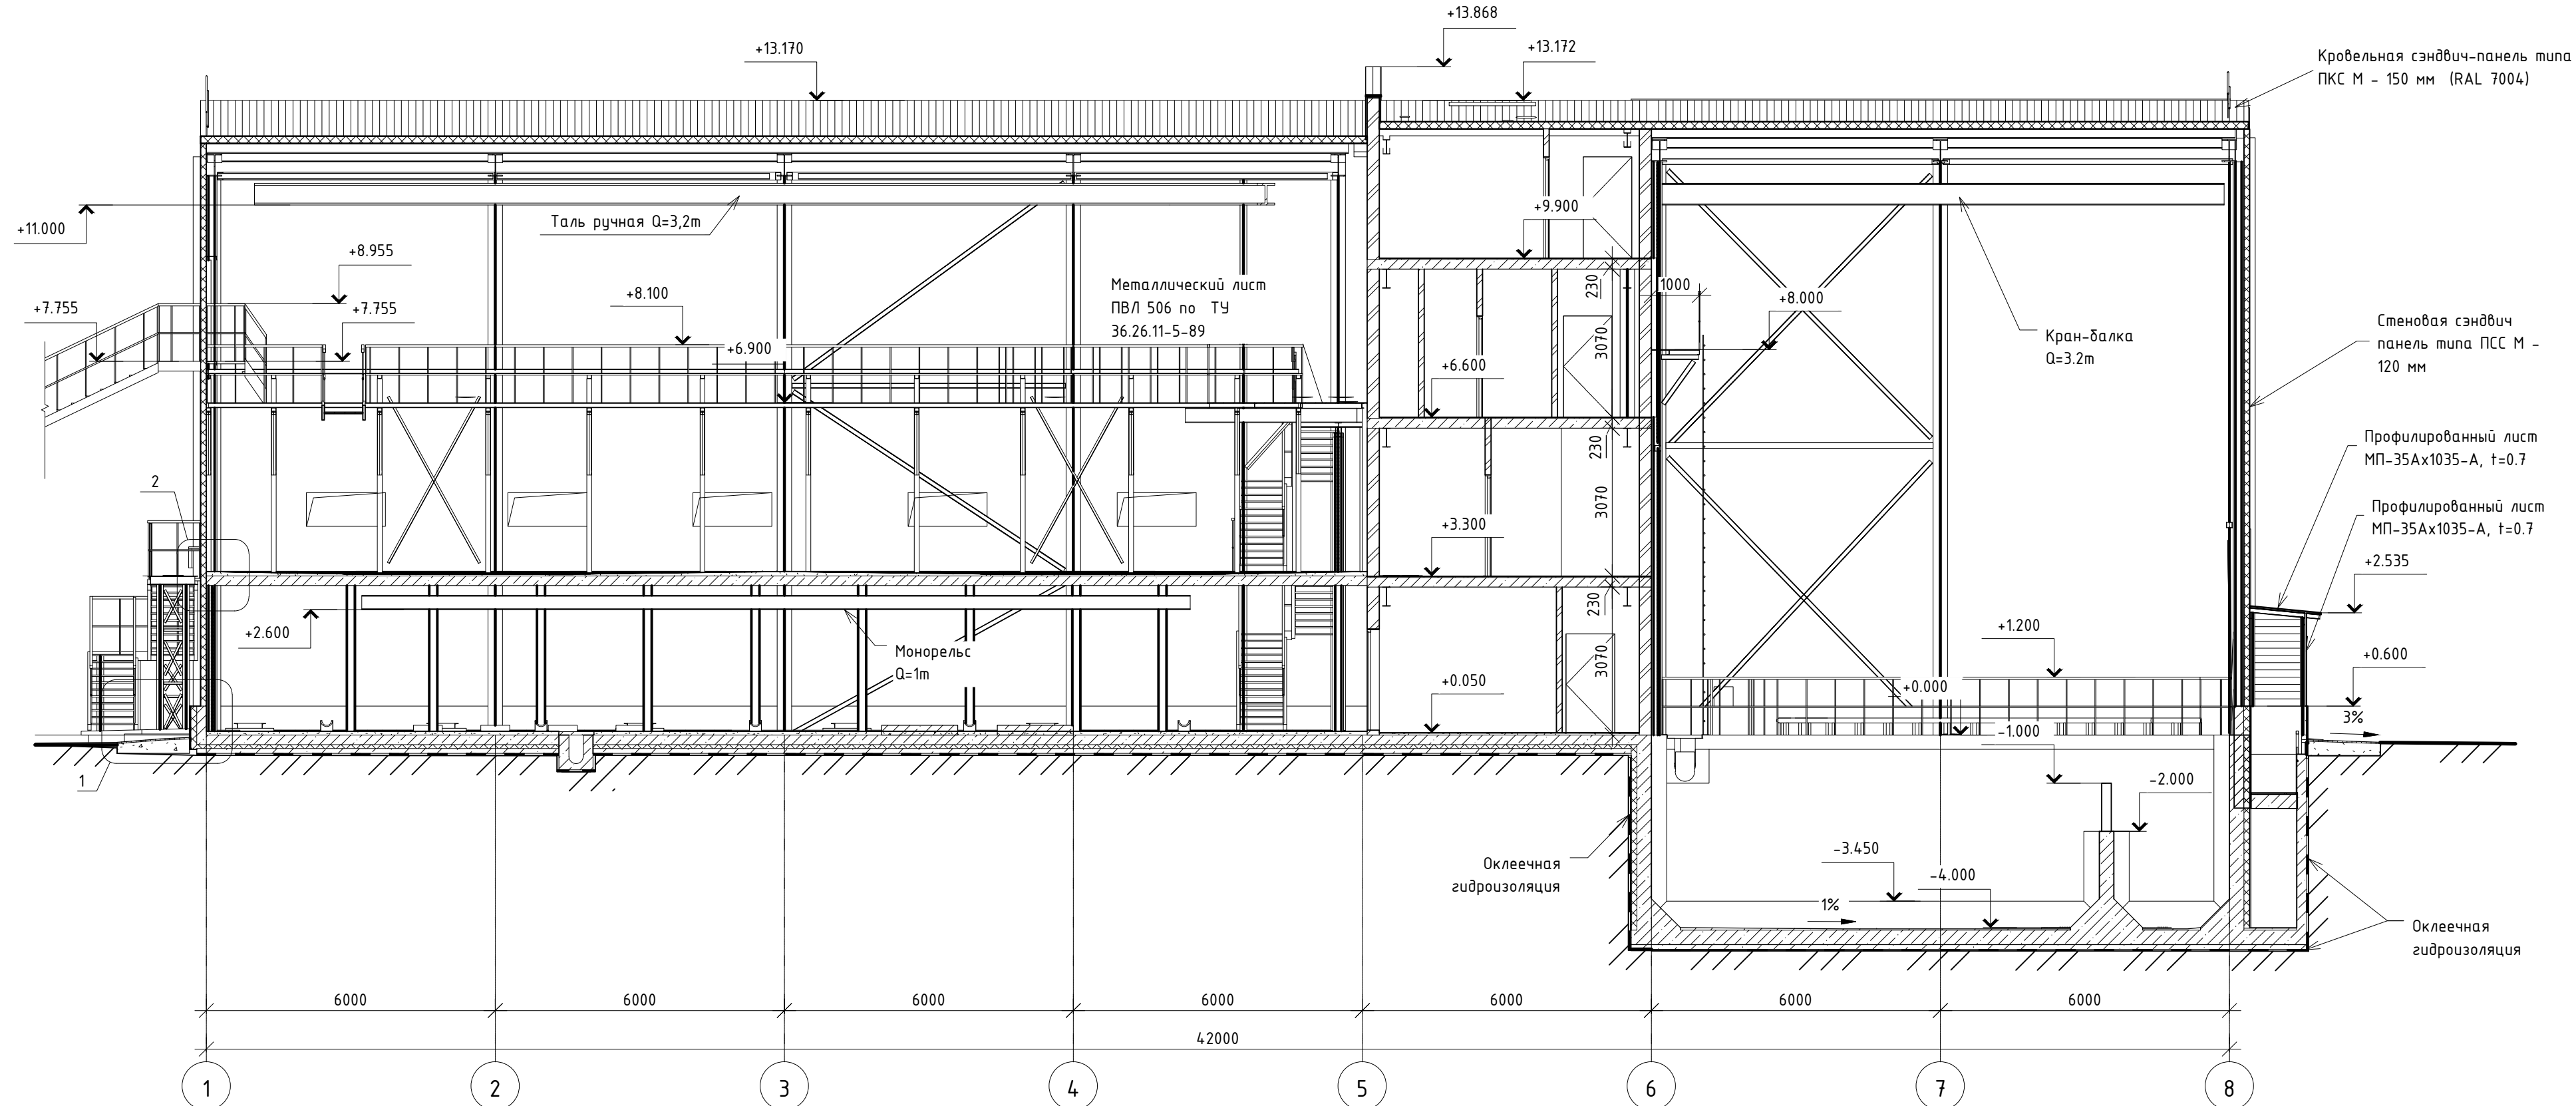 +13.868
+13.170
+13.172
Кровельная сэндвич-панель типа
ПКС М - 150 мм (RAL 7004)
+11.000
Таль ручная Q=3,2т
+9.900
+8.955
+7.755
+7.755
+8.100
+6.900
Металлический лист
ПВЛ 506 по ТУ
36.26.11-5-89
230
1000
+8.000
3070
Кран-балка
Q=3.2т
Стеновая сэндвич
панель типа ПСС М -
120 мм
+6.600
230
Профилированный лист
МП-35Ах1035-А, t=0.7
2
3070
+3.300
Профилированный лист
МП-35Ах1035-А, t=0.7
+2.535
+2.600
Монорельс
Q=1т
230
3070
+0.050
+1.200
+0.000
+0.600
3%
1
-1.000
-2.000
-3.450
-4.000
1%
Оклеечная
гидроизоляция
Оклеечная
гидроизоляция
6000
6000
6000
6000
6000
6000
6000
42000
1
2
3
4
5
6
7
8